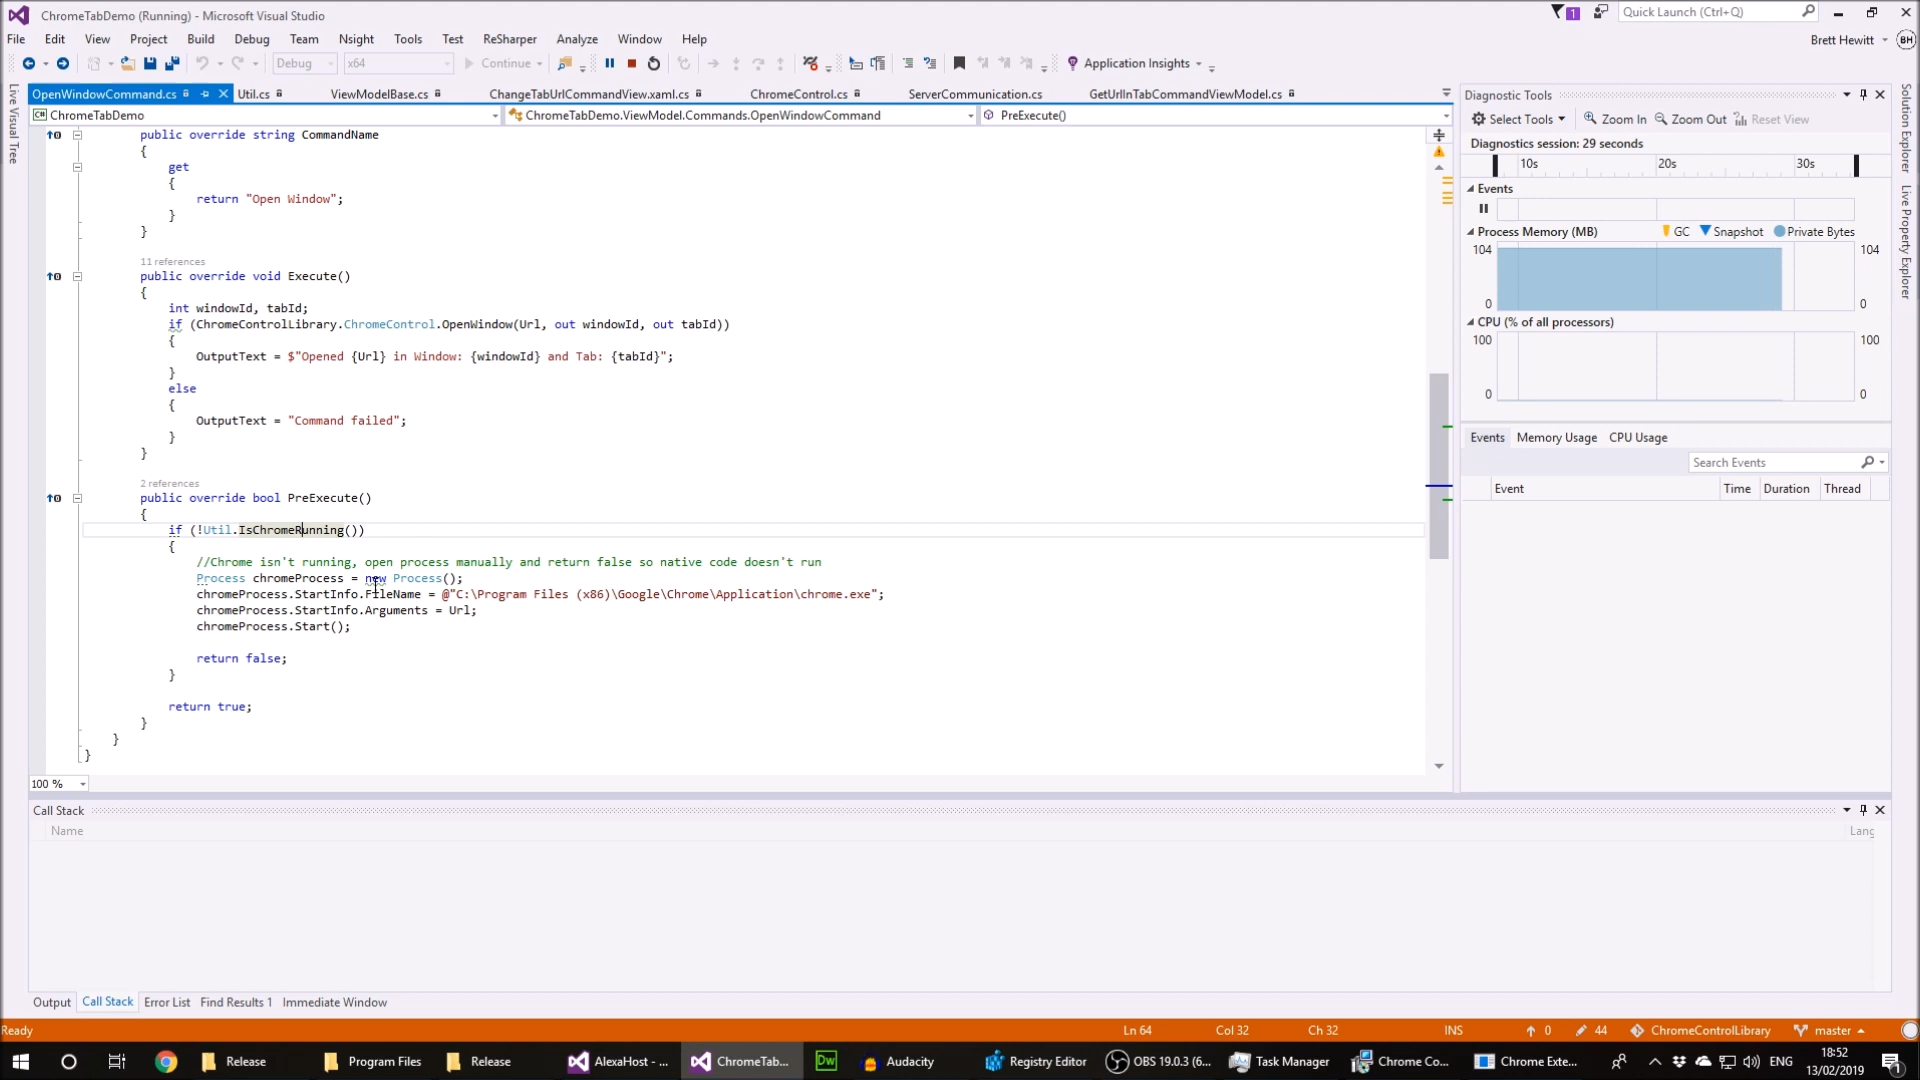 ChromeTabDemo (Running) - Microsoft Visual Studio
1
Quick Launch (Ctrl+Q)
File Edit View Project Build Debug Team Nsight Tools Test ReSharper Analyze Window Help
Brett Hewitt BH
Debug x64 Continue Application Insights
OpenWindowCommand.cs Util.cs ViewModelBase.cs ChangeTabUrlCommandView.xaml.cs ChromeControl.cs ServerCommunication.cs GetUrlInTabCommandViewModel.cs
ChromeTabDemo ChromeTabDemo.ViewModel.Commands.OpenWindowCommand PreExecute()
Live Visual Tree
public override string CommandName
{
get
{
return "Open Window";
}
}
11 references
public override void Execute()
{
int windowId, tabId;
if (ChromeControlLibrary.ChromeControl.OpenWindow(Url, out windowId, out tabId))
{
OutputText = $"Opened {Url} in Window: {windowId} and Tab: {tabId}";
}
else
{
OutputText = "Command failed";
}
}
2 references
public override bool PreExecute()
{
if (!Util.IsChromeRunning())
{
//Chrome isn't running, open process manually and return false so native code doesn't run
Process chromeProcess = new Process();
chromeProcess.StartInfo.FileName = @"C:\Program Files (x86)\Google\Chrome\Application\chrome.exe";
chromeProcess.StartInfo.Arguments = Url;
chromeProcess.Start();
return false;
}
return true;
}
}
}
100 %
Diagnostic Tools
Select Tools Zoom In Zoom Out Reset View
Diagnostics session: 29 seconds
10s 20s 30s
Events
Process Memory (MB) GC Snapshot Private Bytes
104 104
0 0
CPU (% of all processors)
100 100
0 0
Events Memory Usage CPU Usage
Search Events
Event Time Duration Thread
Solution Explorer
Live Property Explorer
Call Stack
Name Lang
Output Call Stack Error List Find Results 1 Immediate Window
Ready Ln 64 Col 32 Ch 32 INS 0 44 ChromeControlLibrary master
Release Program Files Release AlexaHost - ... ChromeTab... Dw Audacity Registry Editor OBS 19.0.3 (6... Task Manager Chrome Co... Chrome Exte... ENG
18:52
13/02/2019
1